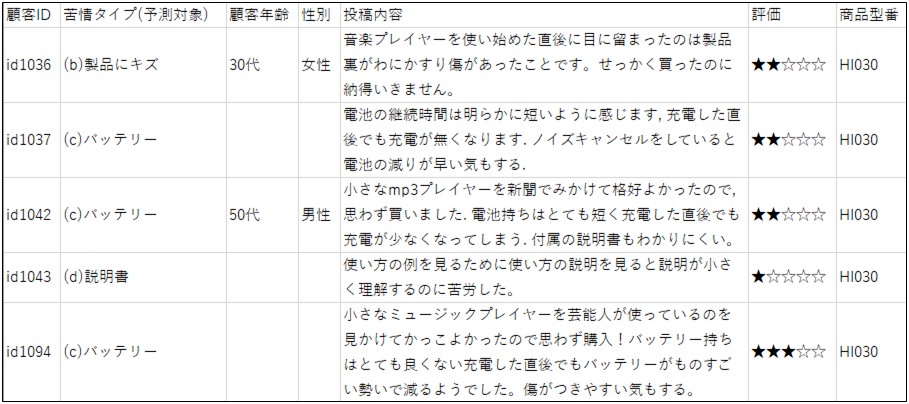 顧客ID 苦情タイプ(予測対象) 顧客年齢 性別 投稿内容 評価 商品型番
id1036 (b)製品にキズ 30代 女性 音楽プレイヤーを使い始めた直後に目に留まったのは製品
裏がわにかすり傷があったことです。せっかく買ったのに
納得いきません。 ★★☆☆☆ HI030
id1037 (c)バッテリー 電池の継続時間は明らかに短いように感じます, 充電した直
後でも充電が無くなります. ノイズキャンセルをしていると
電池の減りが早い気もする. ★★☆☆☆ HI030
id1042 (c)バッテリー 50代 男性 小さなmp3プレイヤーを新聞でみかけて格好よかったので,
思わず買いました. 電池持ちはとても短く充電した直後でも
充電が少なくなってしまう. 付属の説明書もわかりにくい。 ★★☆☆☆ HI030
id1043 (d)説明書 使い方の例を見るために使い方の説明を見ると説明が小さ
く理解するのに苦労した。 ★☆☆☆☆ HI030
id1094 (c)バッテリー 小さなミュージックプレイヤーを芸能人が使っているのを
見かけてかっこよかったので思わず購入！バッテリー持ち
はとても良くない充電した直後でもバッテリーがものすご
い勢いで減るようでした。傷がつきやすい気もする。 ★★★☆☆ HI030